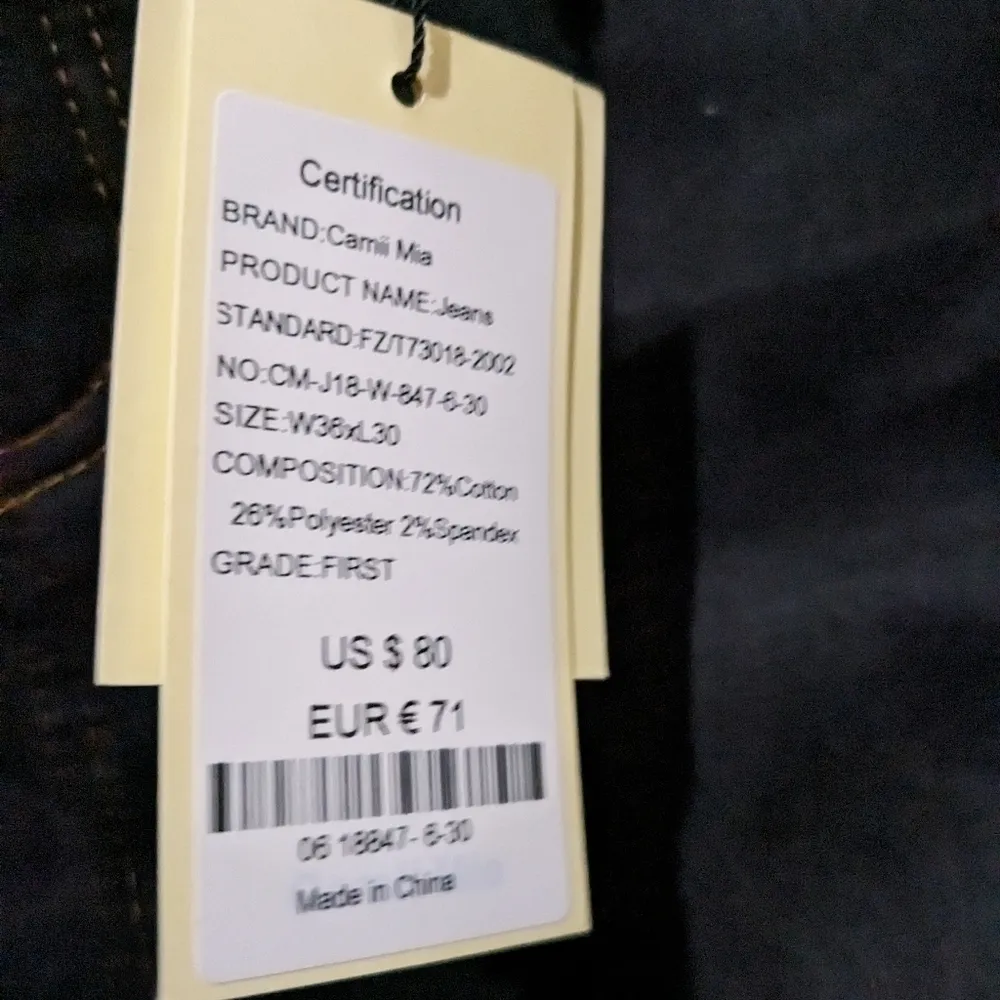 Certification
BRAND:Camii Mia
PRODUCT NAME:Jeans
STANDARD:FZ/T73018-2002
NO:CM-J18-W-847-6-30
SIZE:W36xL30
COMPOSITION:72%Cotton
26%Polyester 2%Spandex
GRADE:FIRST
US $ 80
EUR € 71
06 18847- 6-30
Made in China